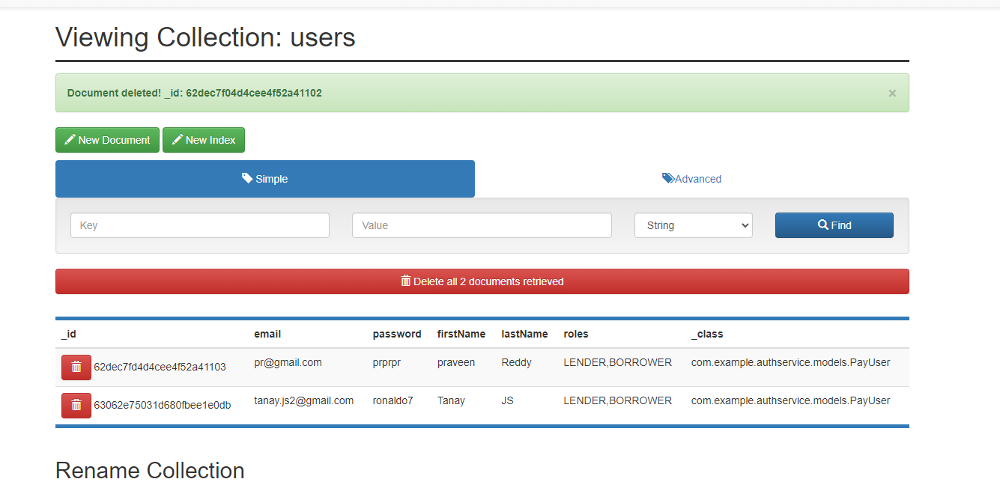 Viewing Collection: users
Document deleted! _id: 62dec7f04d4cee4f52a41102 ×
New Document New Index
Simple Advanced
Key Value String Find
Delete all 2 documents retrieved
_id email password firstName lastName roles _class
62dec7fd4d4cee4f52a41103 pr@gmail.com prprpr praveen Reddy LENDER,BORROWER com.example.authservice.models.PayUser
63062e75031d680fbee1e0db tanay.js2@gmail.com ronaldo7 Tanay JS LENDER,BORROWER com.example.authservice.models.PayUser
Rename Collection